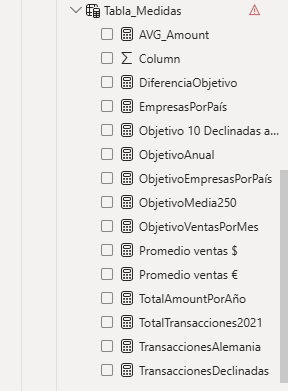 Tabla_Medidas
AVG_Amount
Column
DiferenciaObjetivo
EmpresasPorPaís
Objetivo 10 Declinadas a...
ObjetivoAnual
ObjetivoEmpresasPorPaís
ObjetivoMedia250
ObjetivoVentasPorMes
Promedio ventas $
Promedio ventas €
TotalAmountPorAño
TotalTransacciones2021
TransaccionesAlemania
TransaccionesDeclinadas